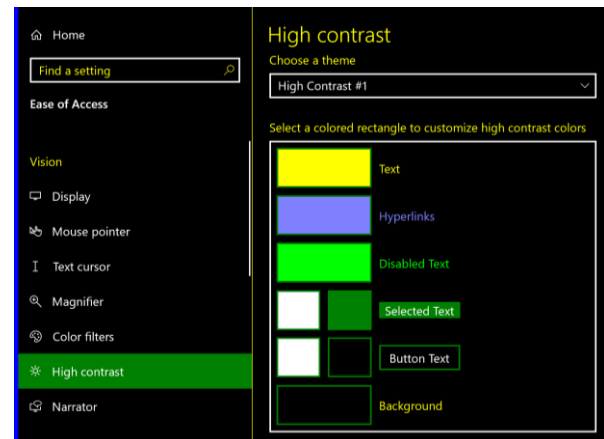 Home
Find a setting
Ease of Access
Vision
Display
Mouse pointer
Text cursor
Magnifier
Color filters
High contrast
Narrator
High contrast
Choose a theme
High Contrast #1
Select a colored rectangle to customize high contrast colors
Text
Hyperlinks
Disabled Text
Selected Text
Button Text
Background